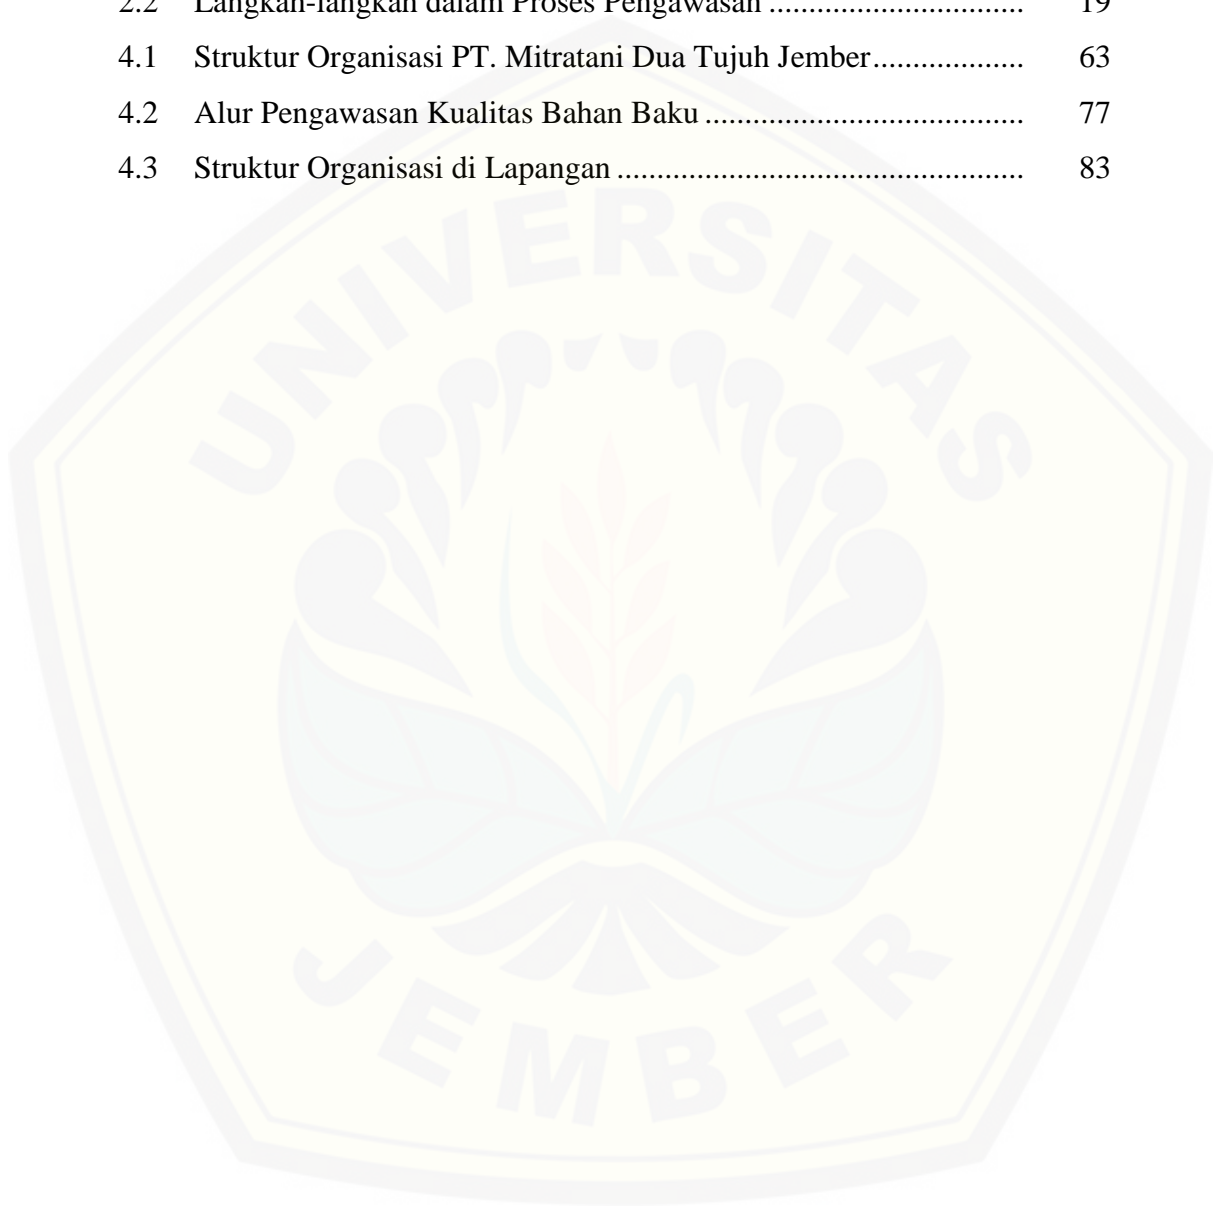 2.2 Langkah-langkah dalam Proses Pengawasan ................................ 19
4.1 Struktur Organisasi PT. Mitratani Dua Tujuh Jember................... 63
4.2 Alur Pengawasan Kualitas Bahan Baku ........................................ 77
4.3 Struktur Organisasi di Lapangan ................................................... 83
UNIVERSITAS
JEMBER